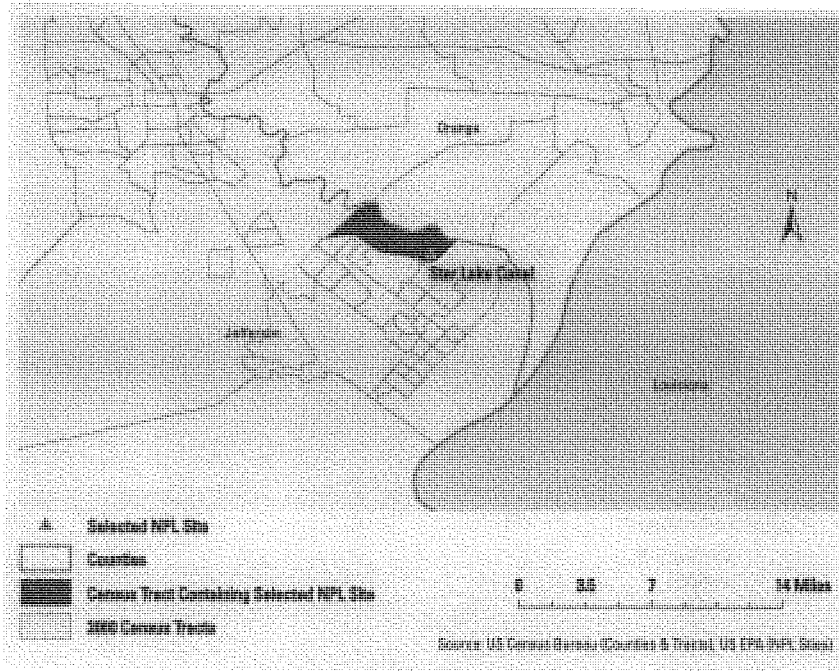 Orange
N
Star Lake Canal
Jefferson
Louisiana
Selected NPL Site
Counties
Census Tract Containing Selected NPL Site
2000 Census Tracts
0 3.5 7 14 Miles
Source: US Census Bureau (Counties & Tracts), US EPA (NPL Sites)